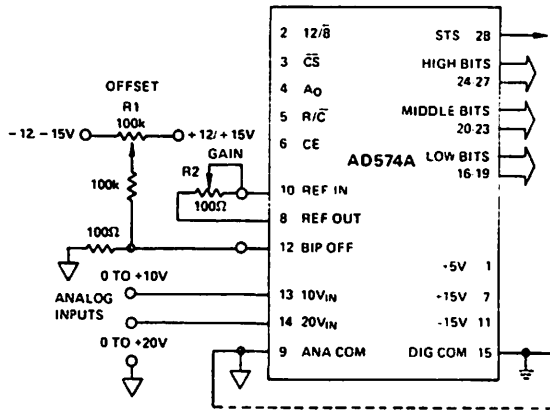 2 12/8̅
STS 28
3 C̅S̅
HIGH BITS
24-27
4 AO
5 R/C̅
MIDDLE BITS
20-23
6 CE
AD574A
LOW BITS
16-19
OFFSET
R1
100k
-12, -15V
+12/+15V
GAIN
R2
100Ω
100k
10 REF IN
8 REF OUT
100Ω
12 BIP OFF
+5V 1
0 TO +10V
ANALOG
INPUTS
13 10VIN
+15V 7
14 20VIN
-15V 11
0 TO +20V
9 ANA COM
DIG COM 15